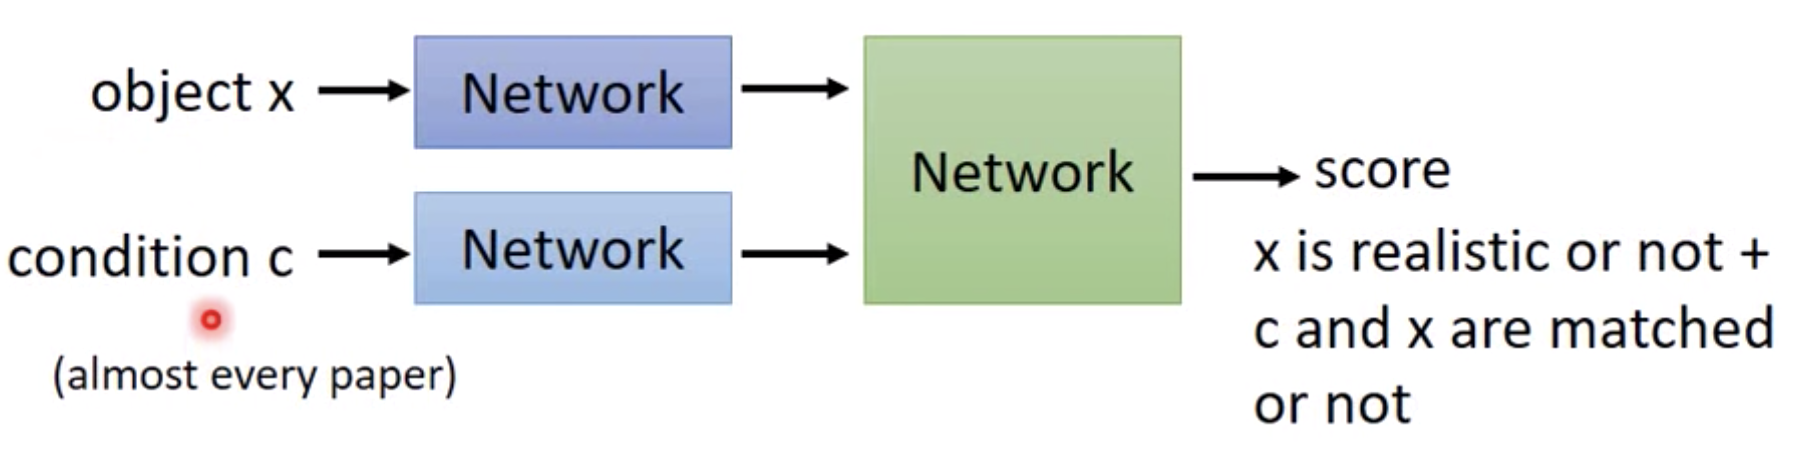 object x
Network
Network
condition c
Network
(almost every paper)
score
x is realistic or not +
c and x are matched
or not